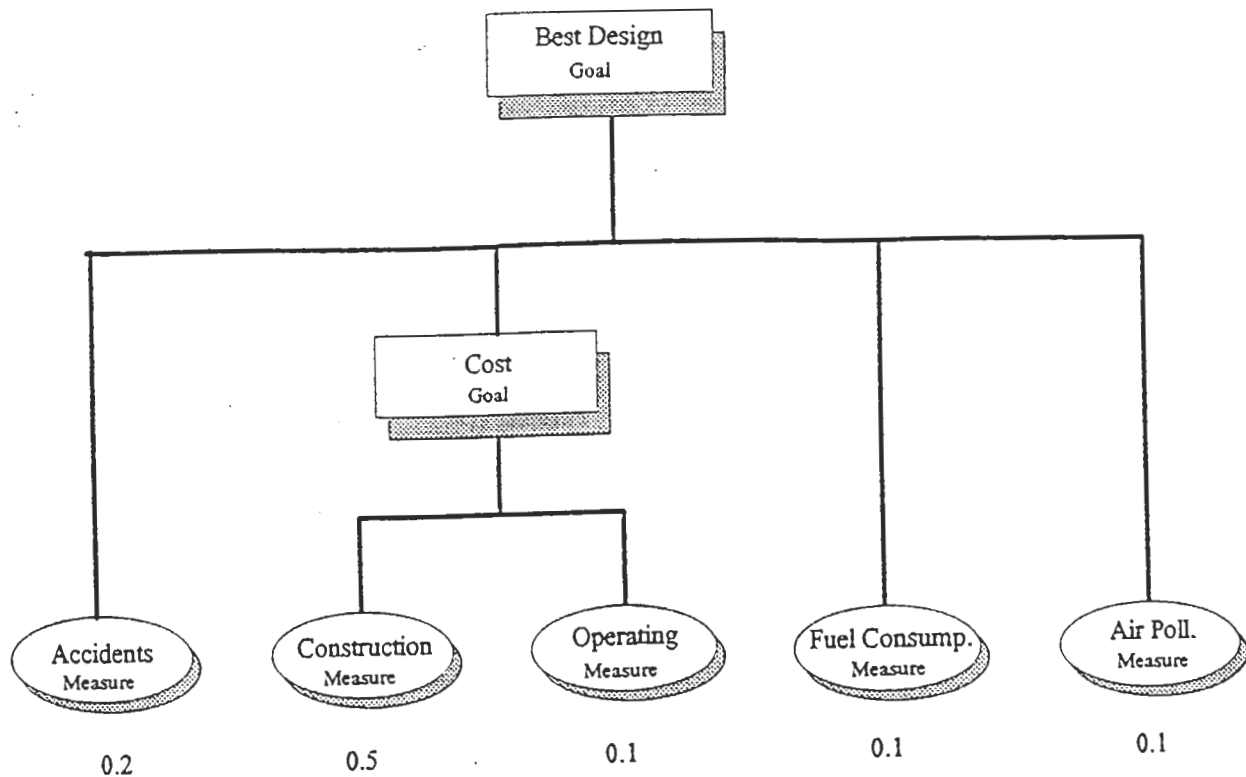 Best Design
Goal
Cost
Goal
Accidents
Measure
Construction
Measure
Operating
Measure
Fuel Consump.
Measure
Air Poll.
Measure
0.2
0.5
0.1
0.1
0.1